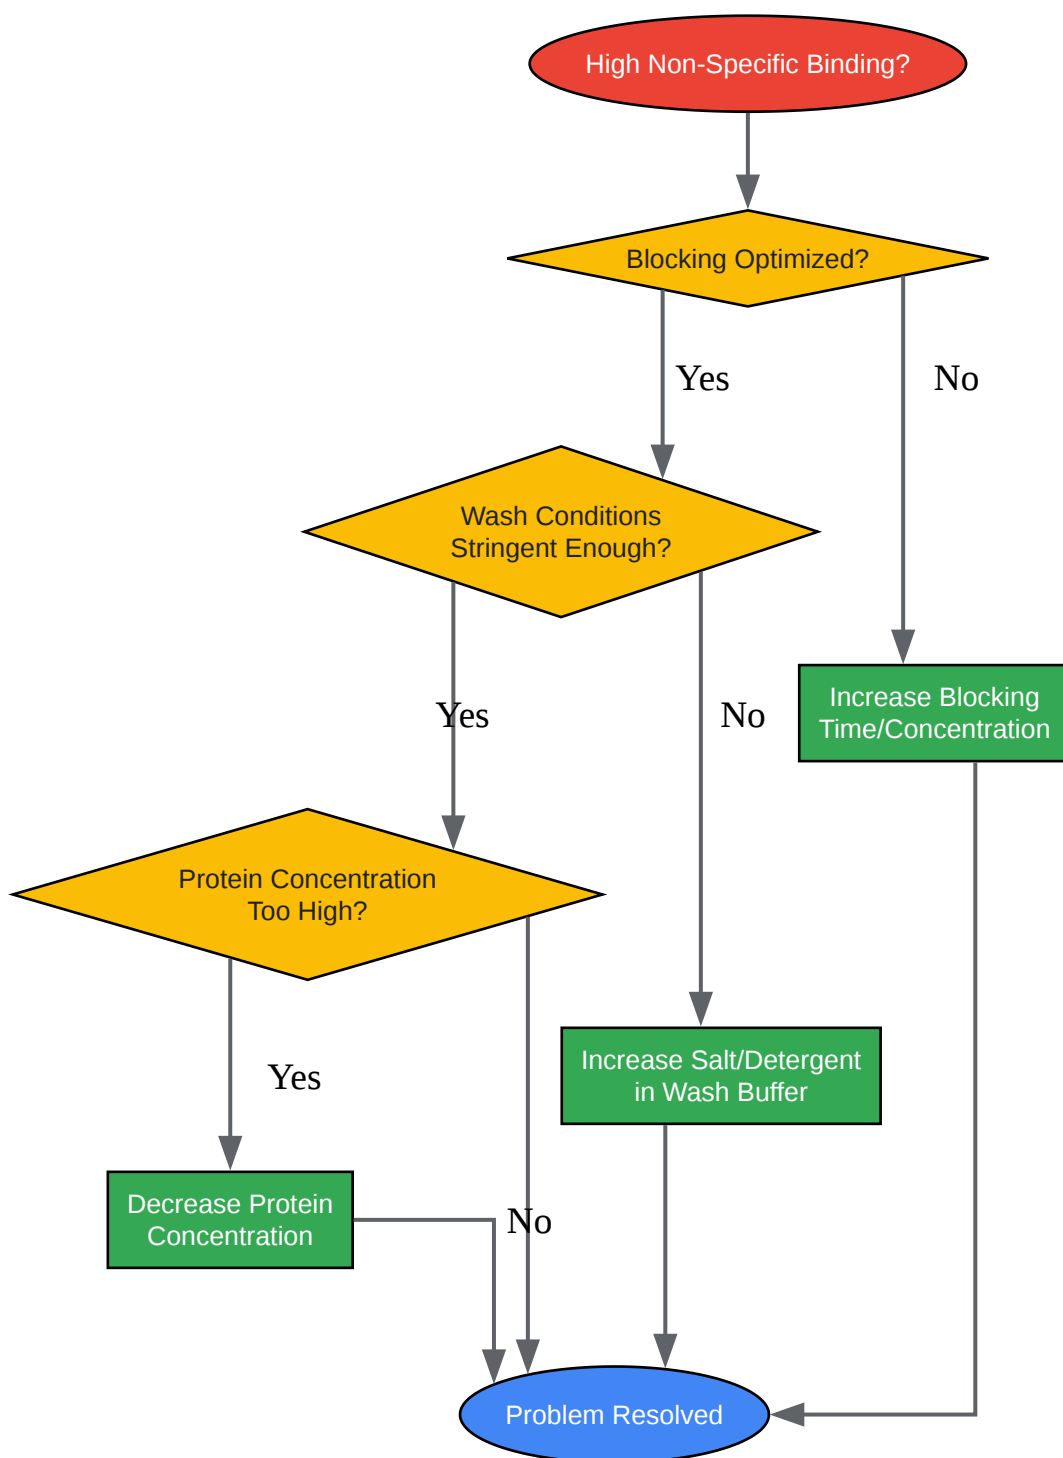 High Non-Specific Binding?
Blocking Optimized?
Yes
No
Wash Conditions
Stringent Enough?
Increase Blocking
Time/Concentration
Yes
No
Protein Concentration
Too High?
Increase Salt/Detergent
in Wash Buffer
Yes
Decrease Protein
Concentration
No
Problem Resolved